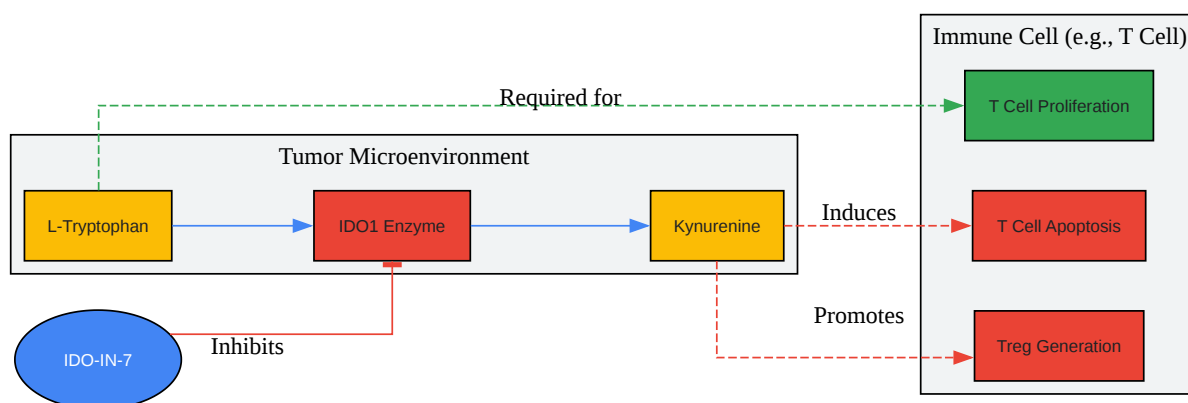 Immune Cell (e.g., T Cell)
Required for
T Cell Proliferation
Tumor Microenvironment
L-Tryptophan
IDO1 Enzyme
Kynurenine
Induces
T Cell Apoptosis
IDO-IN-7
Inhibits
Promotes
Treg Generation